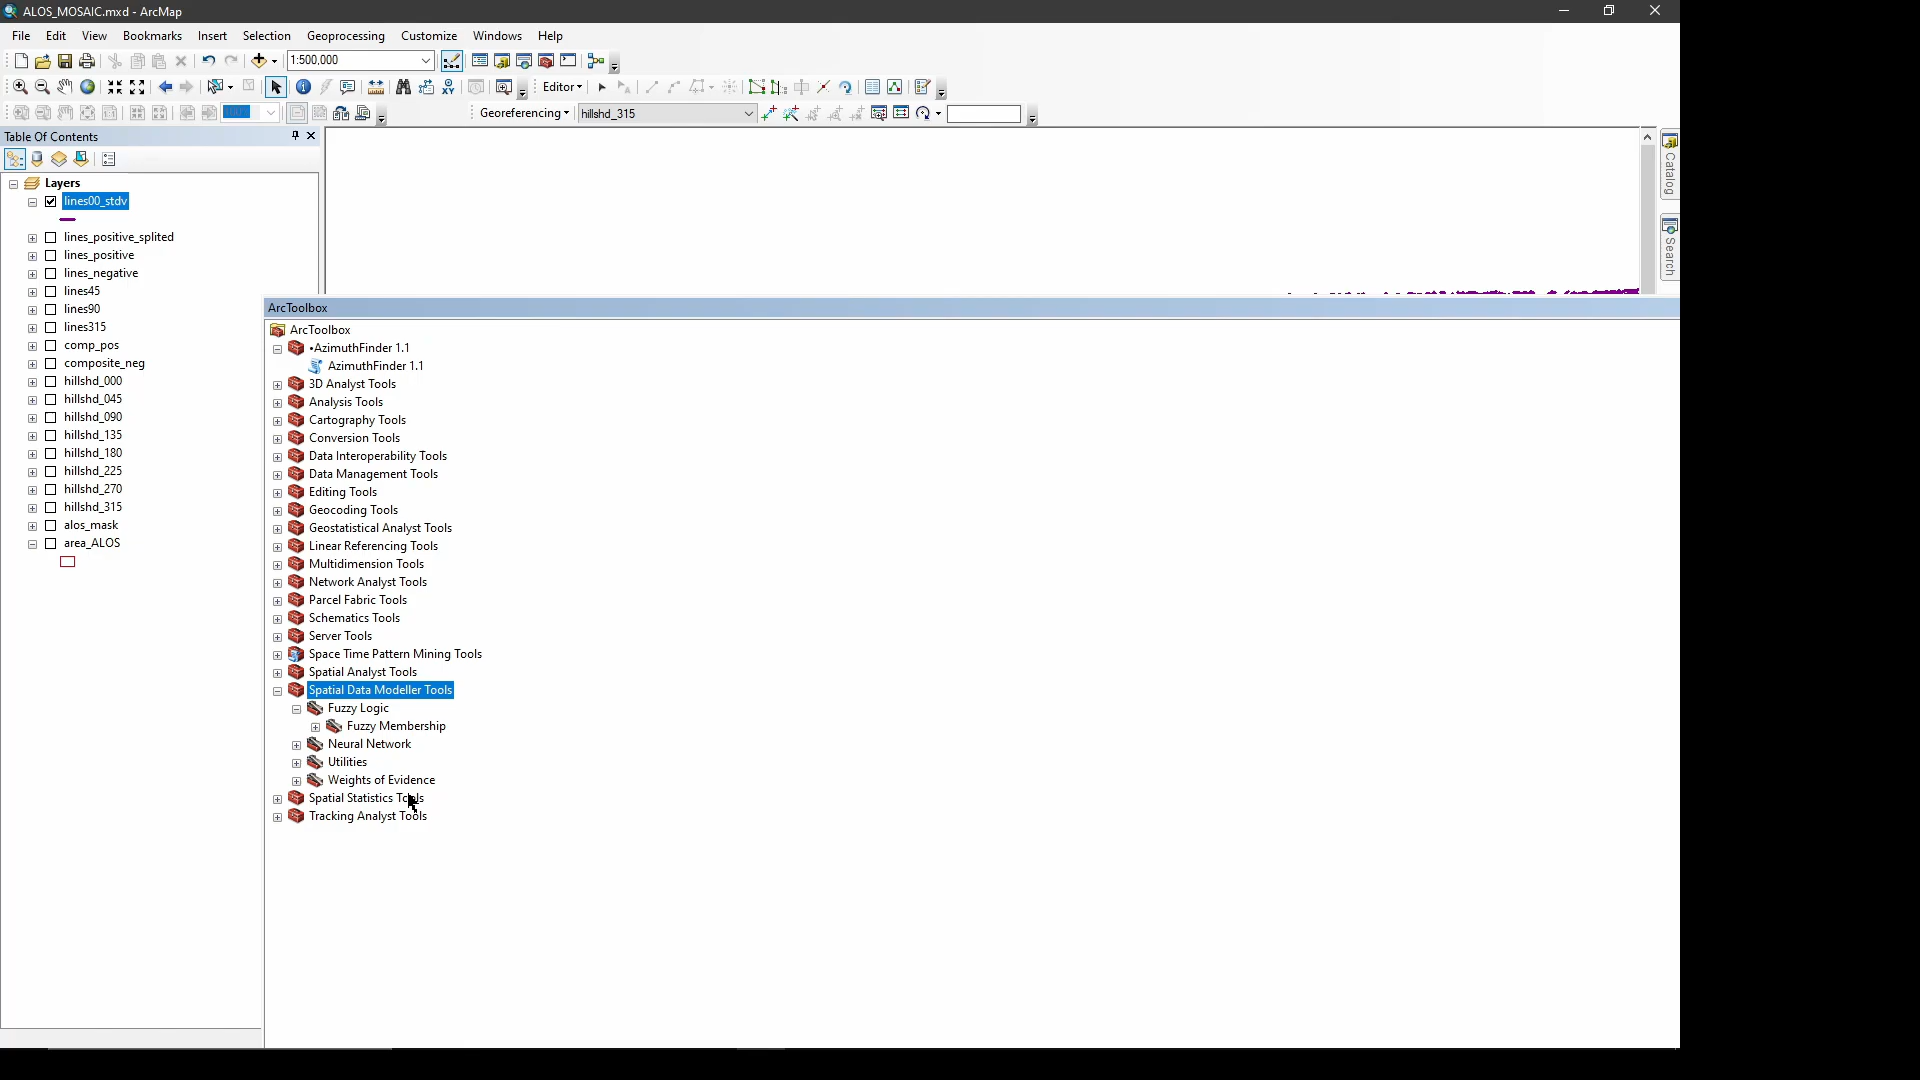 ALOS_MOSAIC.mxd - ArcMap
File Edit View Bookmarks Insert Selection Geoprocessing Customize Windows Help
1:500,000
Editor
Georeferencing hillshd_315
Table Of Contents
Catalog
Search
Layers
lines00_stdv
lines_positive_splited
lines_positive
lines_negative
lines45
lines90
lines315
comp_pos
composite_neg
hillshd_000
hillshd_045
hillshd_090
hillshd_135
hillshd_180
hillshd_225
hillshd_270
hillshd_315
alos_mask
area_ALOS
ArcToolbox
ArcToolbox
•AzimuthFinder 1.1
AzimuthFinder 1.1
3D Analyst Tools
Analysis Tools
Cartography Tools
Conversion Tools
Data Interoperability Tools
Data Management Tools
Editing Tools
Geocoding Tools
Geostatistical Analyst Tools
Linear Referencing Tools
Multidimension Tools
Network Analyst Tools
Parcel Fabric Tools
Schematics Tools
Server Tools
Space Time Pattern Mining Tools
Spatial Analyst Tools
Spatial Data Modeller Tools
Fuzzy Logic
Fuzzy Membership
Neural Network
Utilities
Weights of Evidence
Spatial Statistics Tools
Tracking Analyst Tools